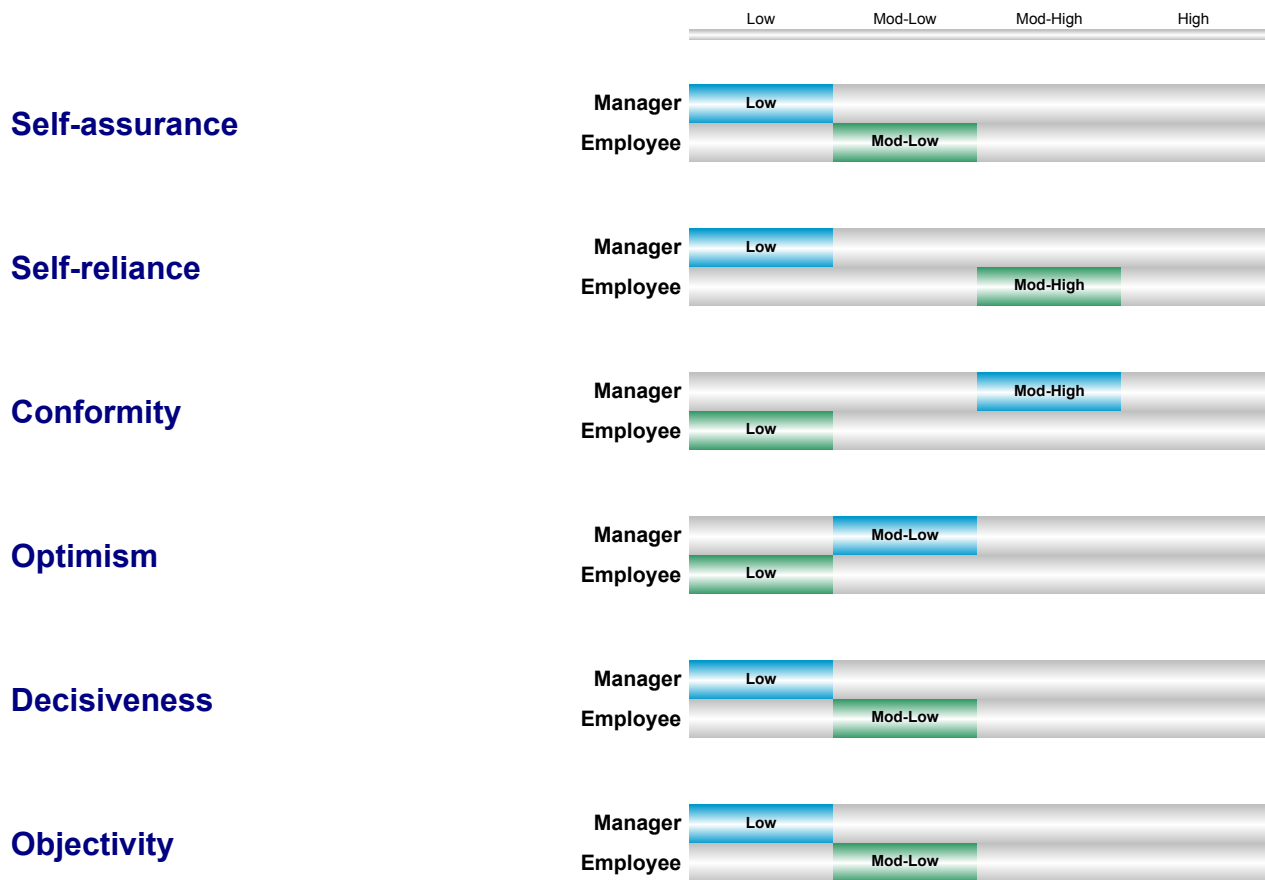 Low Mod-Low Mod-High High
Manager Low
Self-assurance
Employee Mod-Low
Manager Low
Self-reliance
Employee Mod-High
Manager Mod-High
Conformity
Employee Low
Manager Mod-Low
Optimism
Employee Low
Manager Low
Decisiveness
Employee Mod-Low
Manager Low
Objectivity
Employee Mod-Low